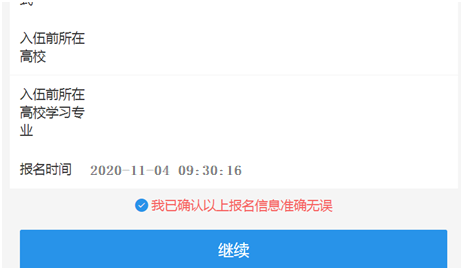 入伍前所在
高校
入伍前所在
高校学习专
业
报名时间 2020-11-04 09:30:16
我已确认以上报名信息准确无误
继续